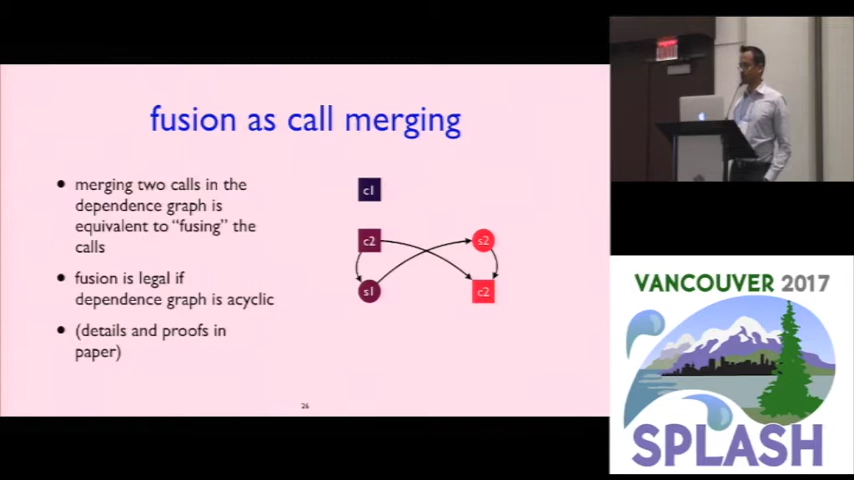 fusion as call merging
• merging two calls in the
dependence graph is
equivalent to “fusing” the
calls
• fusion is legal if
dependence graph is acyclic
• (details and proofs in
paper)
c1
c2
s2
s1
c2
26
VANCOUVER 2017
SPLASH